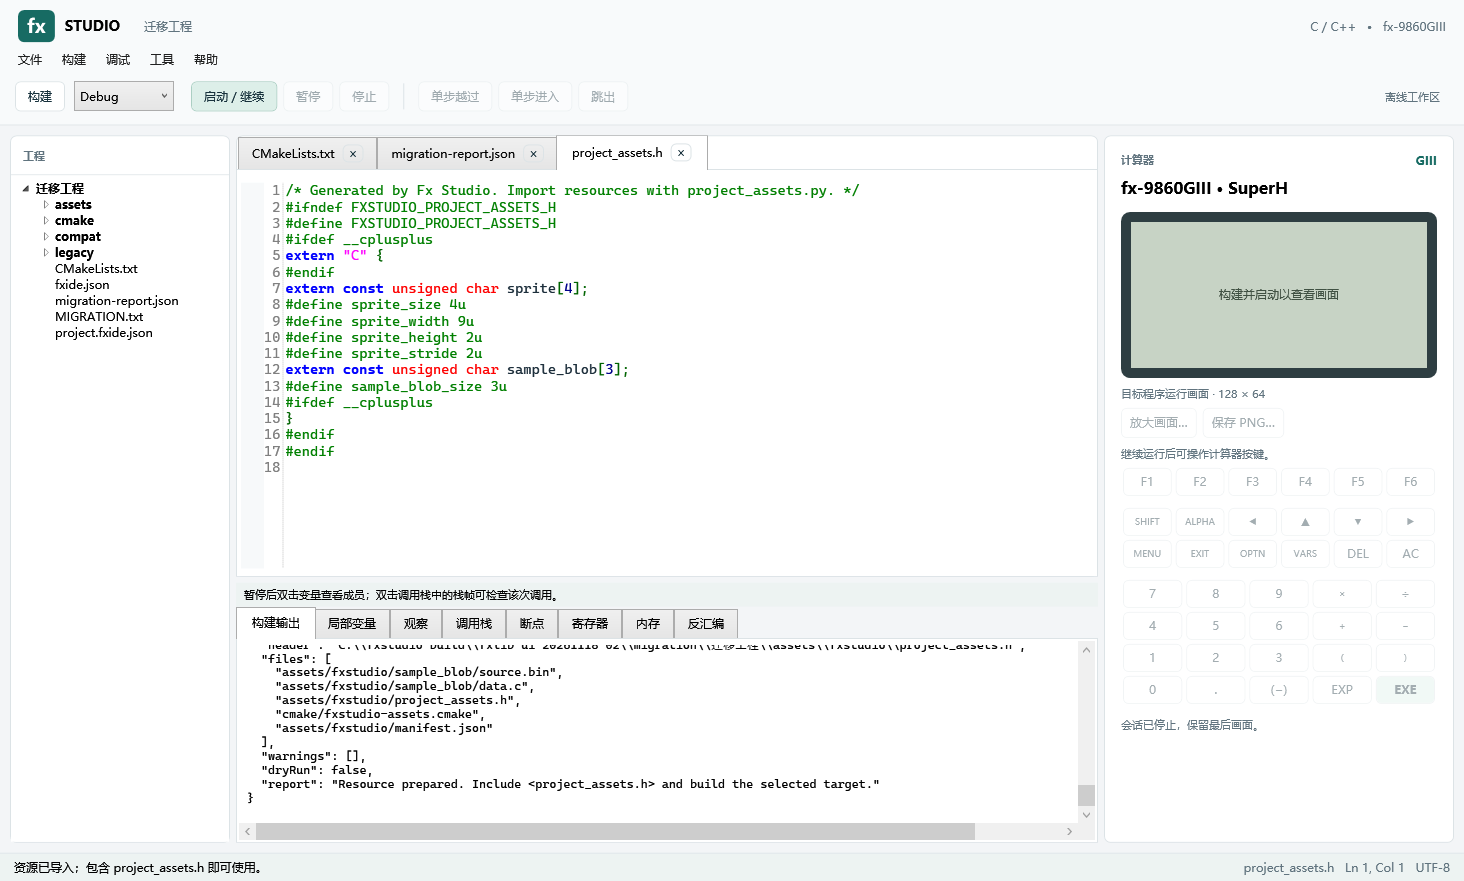 fx STUDIO 迁移工程
C / C++ • fx-9860GIII
文件 构建 调试 工具 帮助
构建 Debug 启动 / 继续 暂停 停止 单步越过 单步进入 跳出 离线工作区
工程
迁移工程
assets
cmake
compat
legacy
CMakeLists.txt
fxide.json
migration-report.json
MIGRATION.txt
project.fxide.json
CMakeLists.txt × migration-report.json × project_assets.h ×
1 /* Generated by Fx Studio. Import resources with project_assets.py. */
2 #ifndef FXSTUDIO_PROJECT_ASSETS_H
3 #define FXSTUDIO_PROJECT_ASSETS_H
4 #ifdef __cplusplus
5 extern "C" {
6 #endif
7 extern const unsigned char sprite[4];
8 #define sprite_size 4u
9 #define sprite_width 9u
10 #define sprite_height 2u
11 #define sprite_stride 2u
12 extern const unsigned char sample_blob[3];
13 #define sample_blob_size 3u
14 #ifdef __cplusplus
15 }
16 #endif
17 #endif
18
暂停后双击变量查看成员；双击调用栈中的栈帧可检查该次调用。
构建输出 局部变量 观察 调用栈 断点 寄存器 内存 反汇编
"header": "C:\\fxstudio build\\fxlib ui 20261118 02\\migration\\迁移工程\\assets\\fxstudio\\project_assets.h",
"files": [
"assets/fxstudio/sample_blob/source.bin",
"assets/fxstudio/sample_blob/data.c",
"assets/fxstudio/project_assets.h",
"cmake/fxstudio-assets.cmake",
"assets/fxstudio/manifest.json"
],
"warnings": [],
"dryRun": false,
"report": "Resource prepared. Include <project_assets.h> and build the selected target."
}
计算器 GIII
fx-9860GIII • SuperH
构建并启动以查看画面
目标程序运行画面 · 128 × 64
放大画面... 保存 PNG...
继续运行后可操作计算器按键。
F1 F2 F3 F4 F5 F6
SHIFT ALPHA ◄ ▲ ▼ ►
MENU EXIT OPTN VARS DEL AC
7 8 9 × ÷
4 5 6 + −
1 2 3 ( )
0 . (−) EXP EXE
会话已停止，保留最后画面。
资源已导入；包含 project_assets.h 即可使用。
project_assets.h Ln 1, Col 1 UTF-8